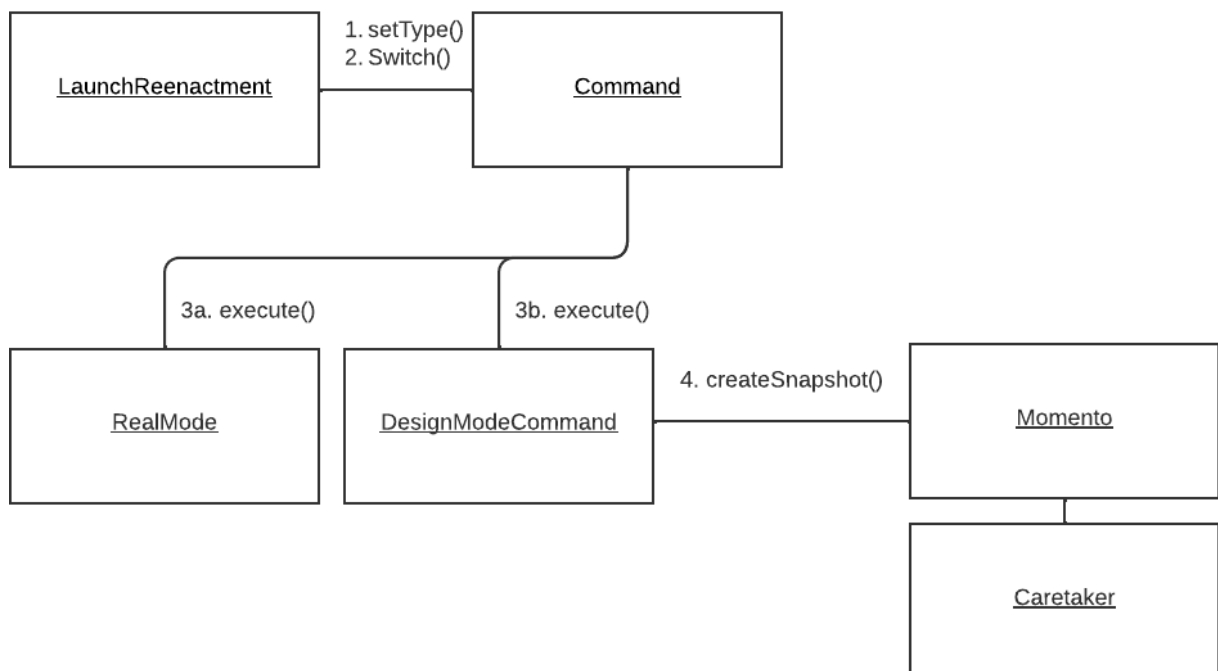 1. setType()
2. Switch()
LaunchReenactment
Command
3a. execute()
3b. execute()
4. createSnapshot()
RealMode
DesignModeCommand
Momento
Caretaker